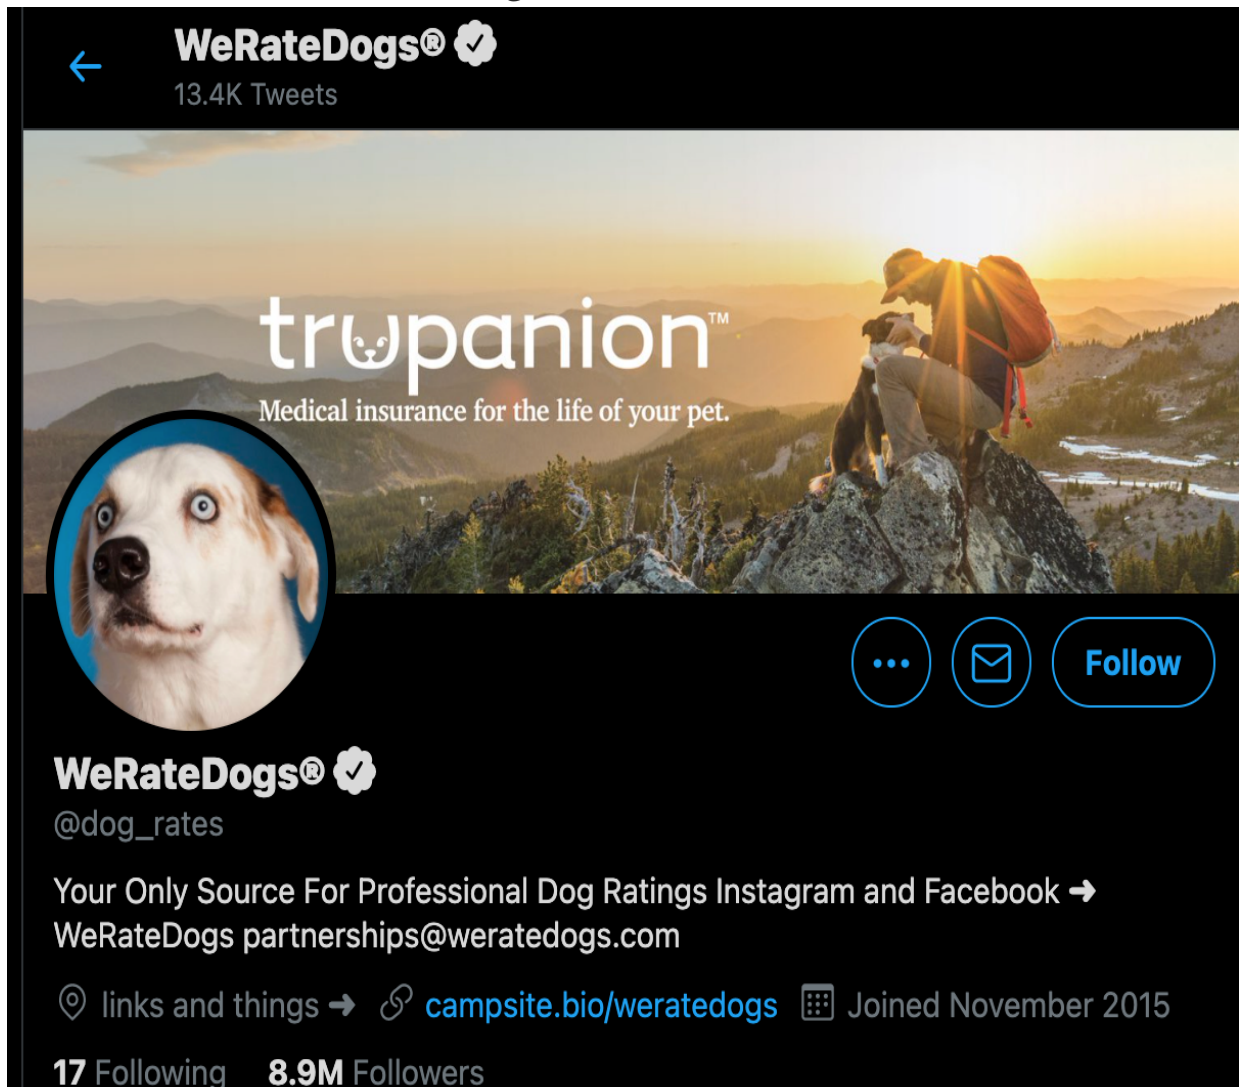 WeRateDogs®
13.4K Tweets
trupanion™
Medical insurance for the life of your pet.
Follow
WeRateDogs®
@dog_rates
Your Only Source For Professional Dog Ratings Instagram and Facebook ➜
WeRateDogs partnerships@weratedogs.com
links and things ➜ campsite.bio/weratedogs Joined November 2015
17 Following 8.9M Followers